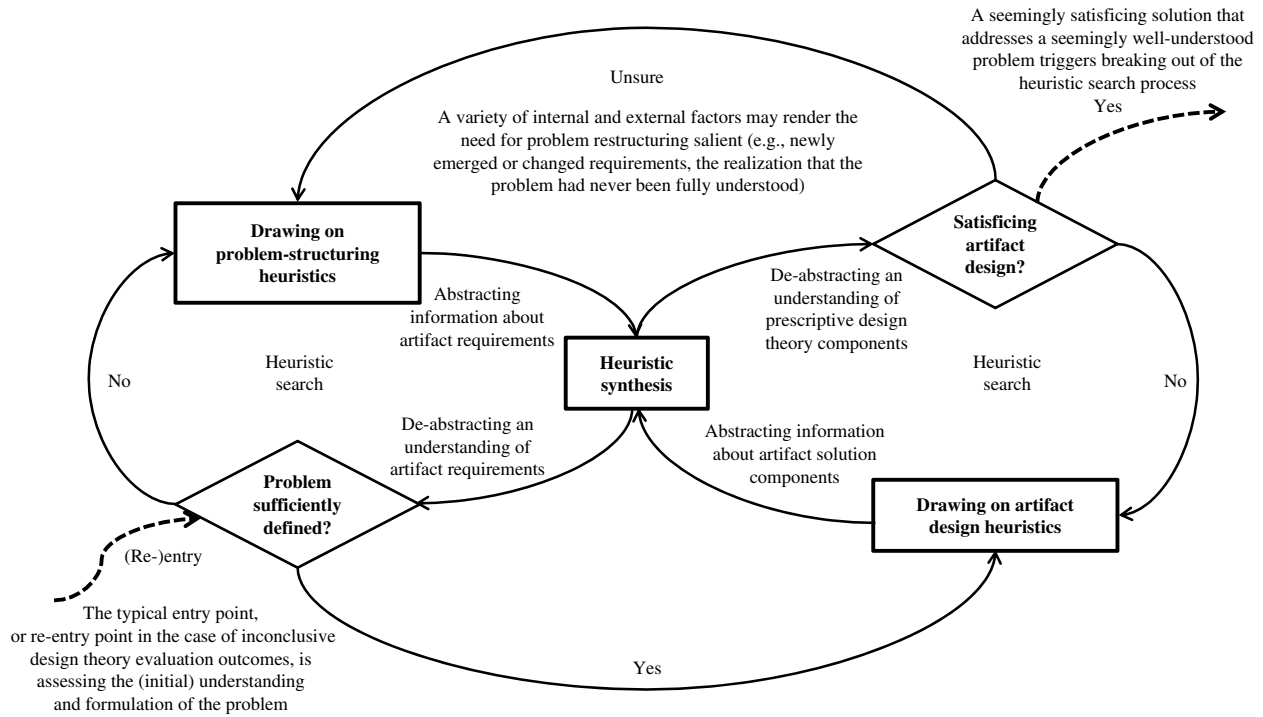 A seemingly satisficing solution that
addresses a seemingly well-understood
problem triggers breaking out of the
heuristic search process
Yes
Unsure
A variety of internal and external factors may render the
need for problem restructuring salient (e.g., newly
emerged or changed requirements, the realization that the
problem had never been fully understood)
Drawing on
problem-structuring
heuristics
Satisficing
artifact
design?
Abstracting
information about
artifact requirements
De-abstracting an
understanding of
prescriptive design
theory components
No
Heuristic
search
Heuristic
synthesis
Heuristic
search
No
De-abstracting an
understanding of
artifact requirements
Abstracting information
about artifact solution
components
Problem
sufficiently
defined?
Drawing on artifact
design heuristics
(Re-)entry
The typical entry point,
or re-entry point in the case of inconclusive
design theory evaluation outcomes, is
assessing the (initial) understanding
and formulation of the problem
Yes